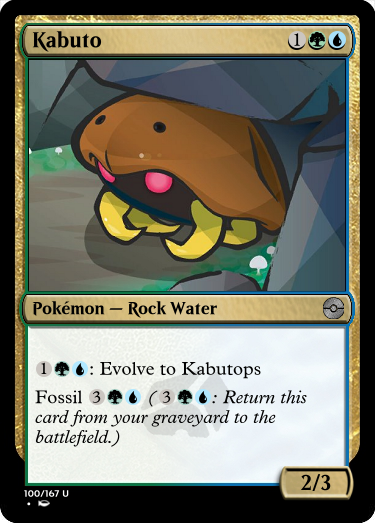 Kabuto 1
Pokémon — Rock Water
1 : Evolve to Kabutops
Fossil 3 ( 3 : Return this
card from your graveyard to the
battlefield.)
2/3
100/167 U